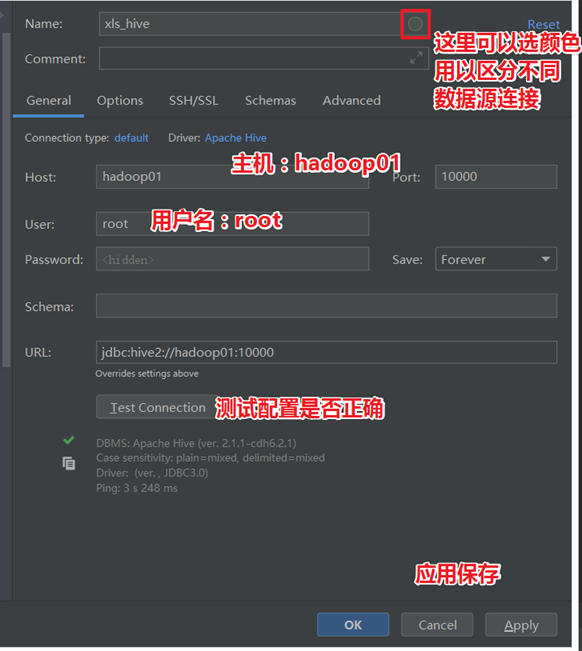 Name:
xls_hive
Reset
这里可以选颜色
用以区分不同
数据源连接
Comment:
General
Options
SSH/SSL
Schemas
Advanced
Connection type: default
Driver: Apache Hive
主机：hadoop01
Host:
hadoop01
Port:
10000
User:
root
用户名：root
Password:
<hidden>
Save:
Forever
Schema:
URL:
jdbc:hive2://hadoop01:10000
Overrides settings above
Test Connection
测试配置是否正确
DBMS: Apache Hive (ver. 2.1.1-cdh6.2.1)
Case sensitivity: plain=mixed, delimited=mixed
Driver: (ver. , JDBC3.0)
Ping: 3 s 248 ms
应用保存
OK
Cancel
Apply